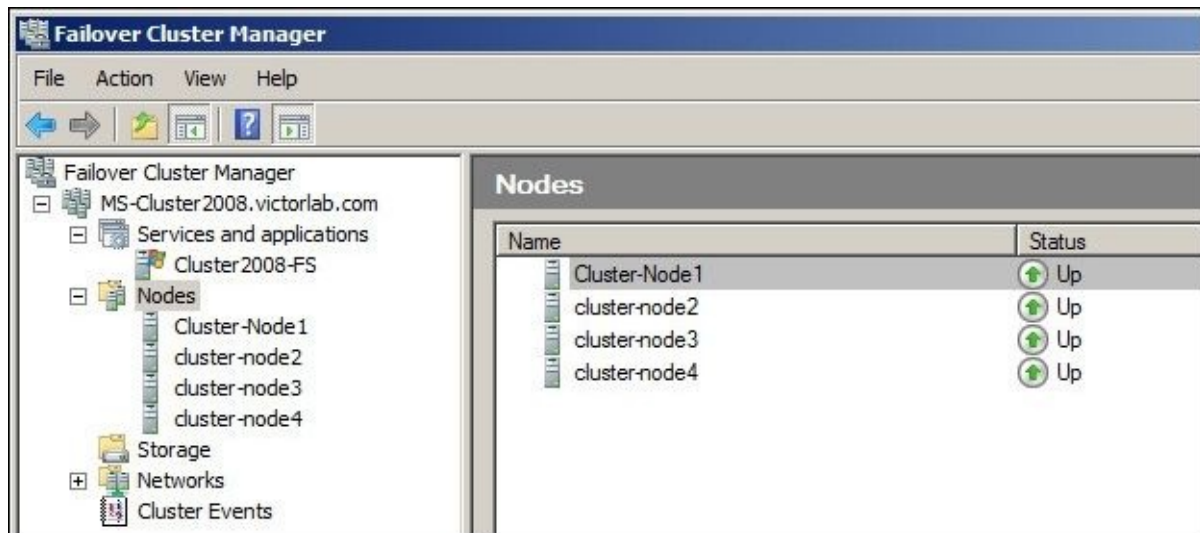 Failover Cluster Manager
File Action View Help
Failover Cluster Manager
MS-Cluster2008.victorlab.com
Services and applications
Cluster2008-FS
Nodes
Cluster-Node1
cluster-node2
cluster-node3
cluster-node4
Storage
Networks
Cluster Events
Nodes
Name Status
Cluster-Node1 Up
cluster-node2 Up
cluster-node3 Up
cluster-node4 Up